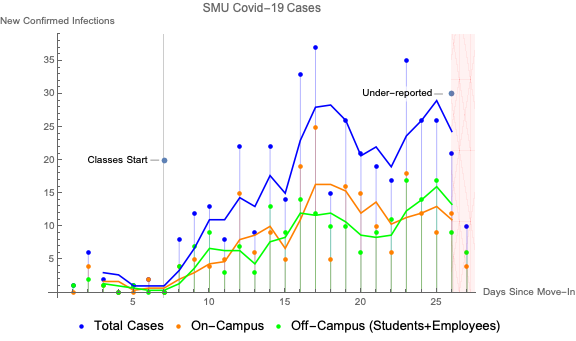 SMU Covid-19 Cases
New Confirmed Infections
35
30
25
20
15
10
5
Under-reported
Classes Start
5
10
15
20
25
Days Since Move-In
Total Cases
On-Campus
Off-Campus (Students+Employees)